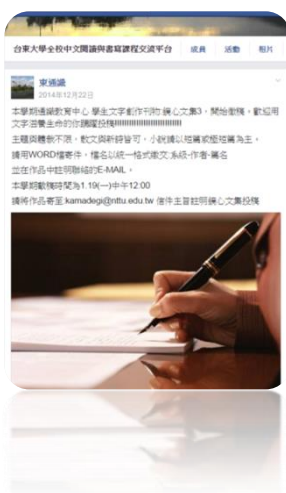 台東大學全校中文閱讀與書寫課程交流平台 成員 活動 相片
東通識
2014年12月22日
本學期通識教育中心 學生文字創作刊物 鏡心文集3，開始徵稿，歡迎用
文字滋養生命的你踴躍投稿!!!!!!!!!!!!!!!!!!!!!!!!!!!!!!!!
主題與體裁不限，散文與新詩皆可，小說請以短篇或極短篇為主。
請用WORD檔寄件，檔名以統一格式繳交:系級-作者-篇名
並在作品中註明聯絡的E-MAIL。
本學期截稿時間為1.19(一)中午12:00
請將作品寄至:kamadegi@nttu.edu.tw 信件主旨註明鏡心文集投稿